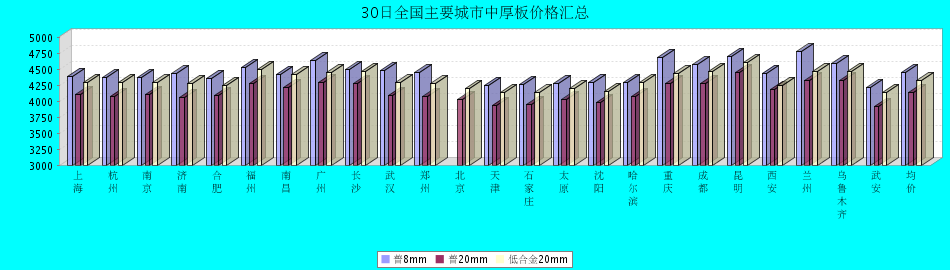 30日全国主要城市中厚板价格汇总
5000
4750
4500
4250
4000
3750
3500
3250
3000
上海
杭州
南京
济南
合肥
福州
南昌
广州
长沙
武汉
郑州
北京
天津
石家庄
太原
沈阳
哈尔滨
重庆
成都
昆明
西安
兰州
乌鲁木齐
武安
均价
普8mm 普20mm 低合金20mm